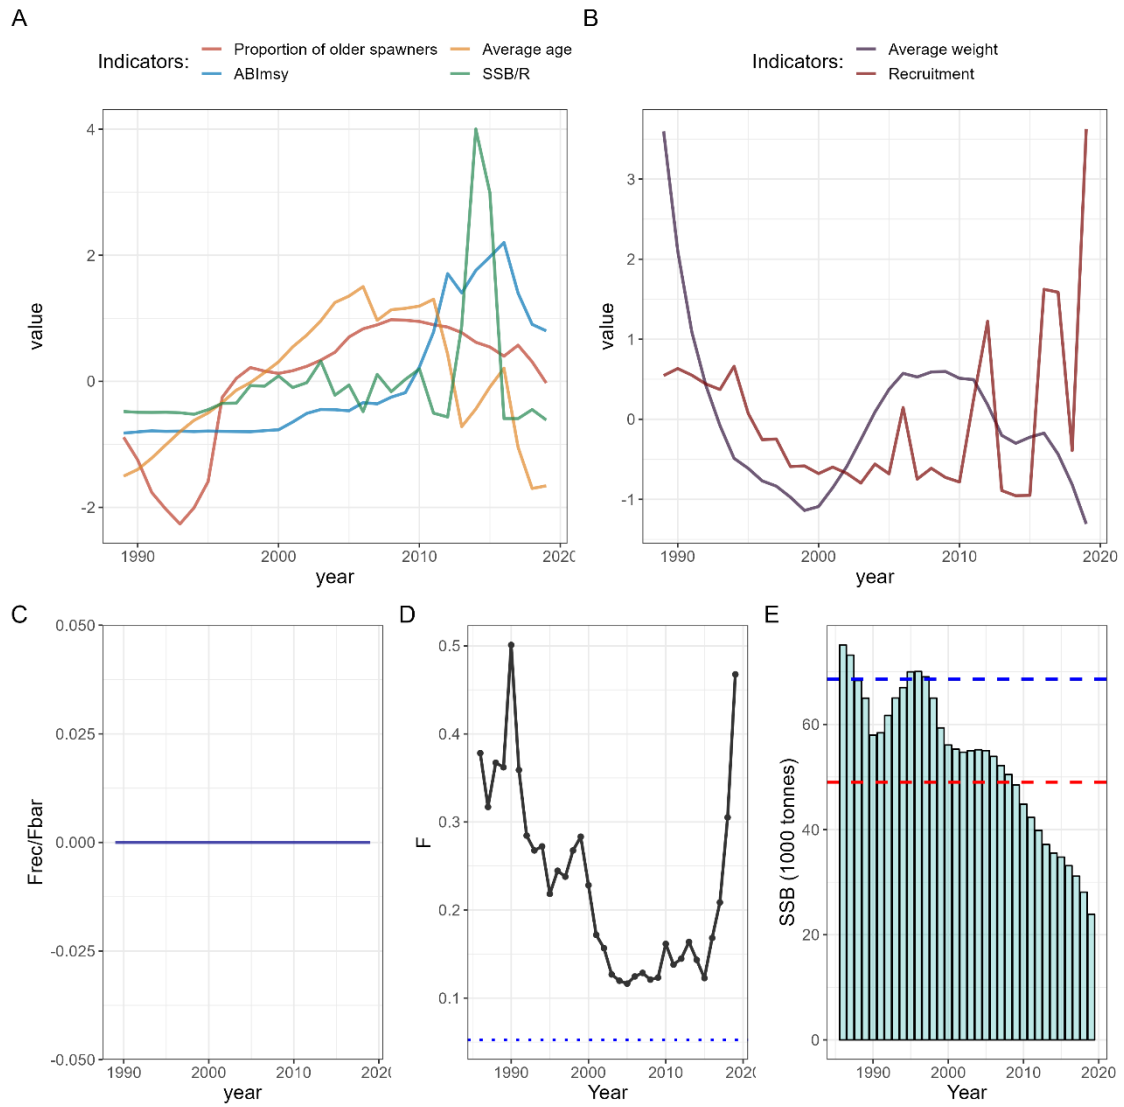 A
B
Indicators:
Proportion of older spawners
Average age
ABImsy
SSB/R
Indicators:
Average weight
Recruitment
value
4
2
0
-2
1990
2000
2010
2020
year
value
3
2
1
0
-1
1990
2000
2010
2020
year
C
D
E
Frec/Fbar
0.050
0.025
0.000
-0.025
-0.050
1990
2000
2010
2020
year
F
0.5
0.4
0.3
0.2
0.1
1990
2000
2010
Year
SSB (1000 tonnes)
60
40
20
0
1990
2000
2010
2020
Year